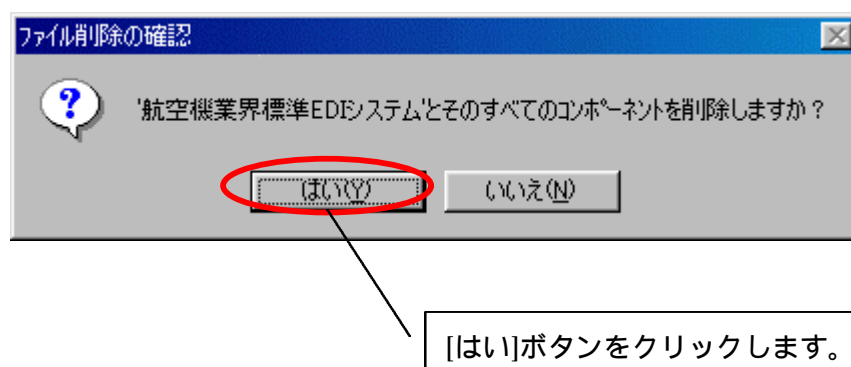 ファイル削除の確認
?
'航空機業界標準EDIシステム'とそのすべてのコンポーネントを削除しますか？
はい(Y)
いいえ(N)
[はい]ボタンをクリックします。